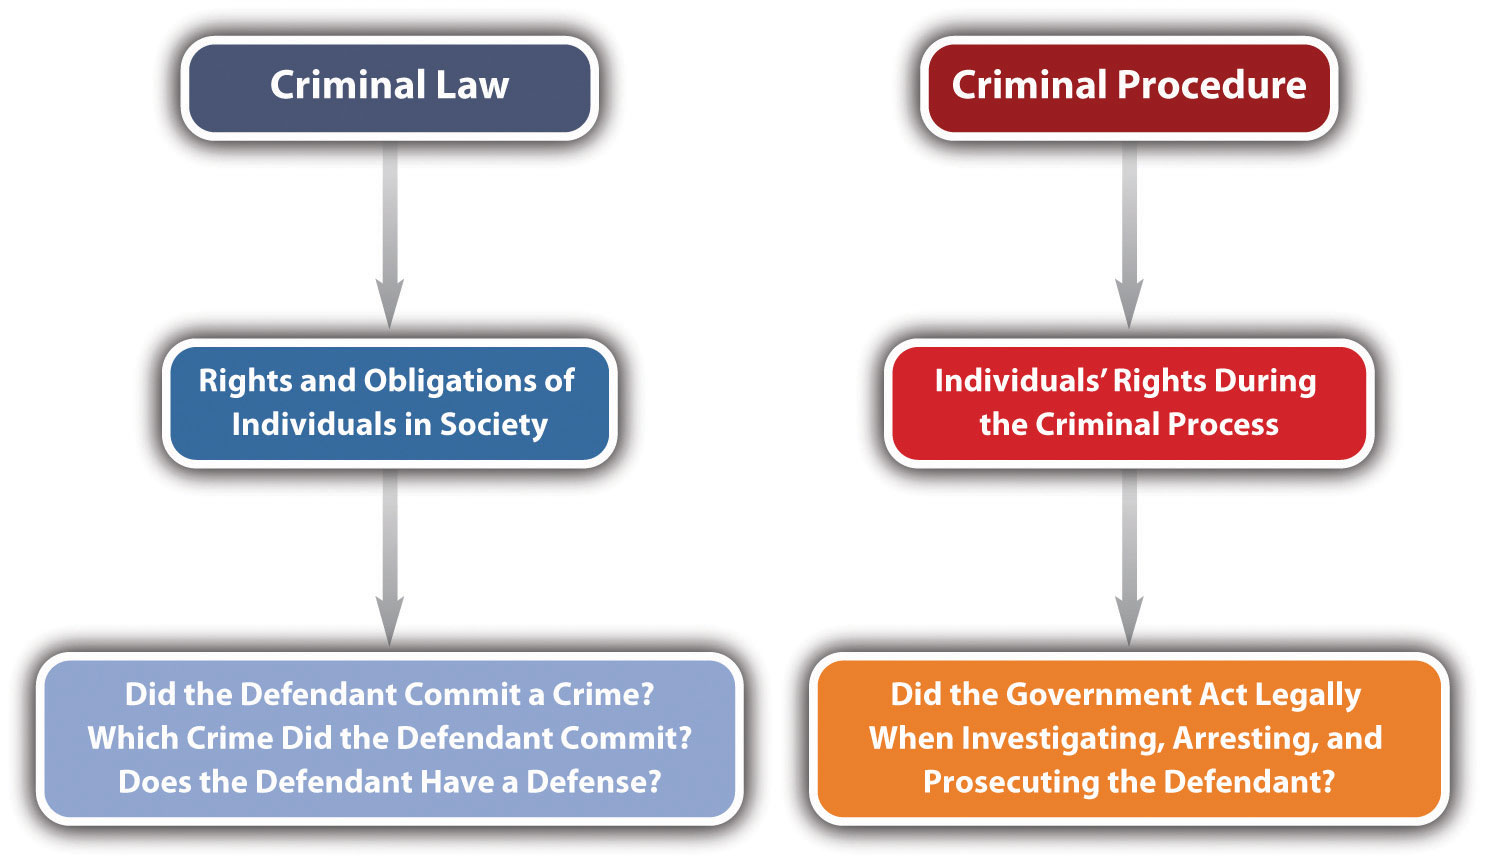 Criminal Law
Rights and Obligations of
Individuals in Society
Did the Defendant Commit a Crime?
Which Crime Did the Defendant Commit?
Does the Defendant Have a Defense?
Criminal Procedure
Individuals’ Rights During
the Criminal Process
Did the Government Act Legally
When Investigating, Arresting, and
Prosecuting the Defendant?